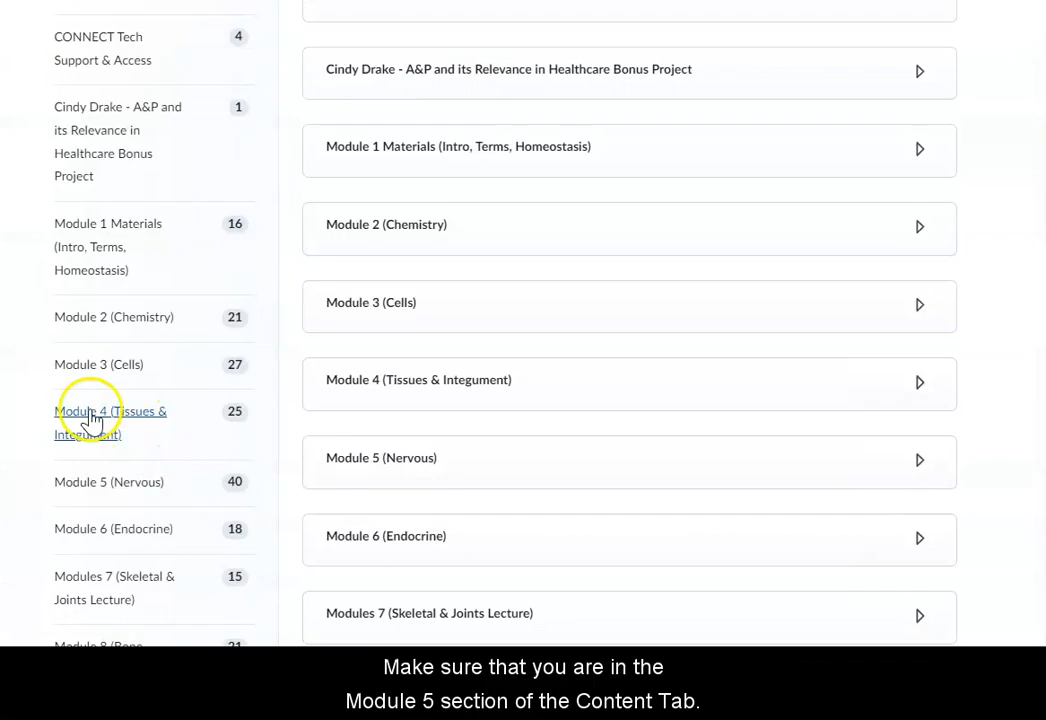 CONNECT Tech
Support & Access
4
Cindy Drake - A&P and
its Relevance in
Healthcare Bonus
Project
1
Module 1 Materials
(Intro, Terms,
Homeostasis)
16
Module 2 (Chemistry)
21
Module 3 (Cells)
27
Module 4 (Tissues &
Integument)
25
Module 5 (Nervous)
40
Module 6 (Endocrine)
18
Modules 7 (Skeletal &
Joints Lecture)
15
Module 8 (Bone
21
Cindy Drake - A&P and its Relevance in Healthcare Bonus Project
Module 1 Materials (Intro, Terms, Homeostasis)
Module 2 (Chemistry)
Module 3 (Cells)
Module 4 (Tissues & Integument)
Module 5 (Nervous)
Module 6 (Endocrine)
Modules 7 (Skeletal & Joints Lecture)
Make sure that you are in the
Module 5 section of the Content Tab.